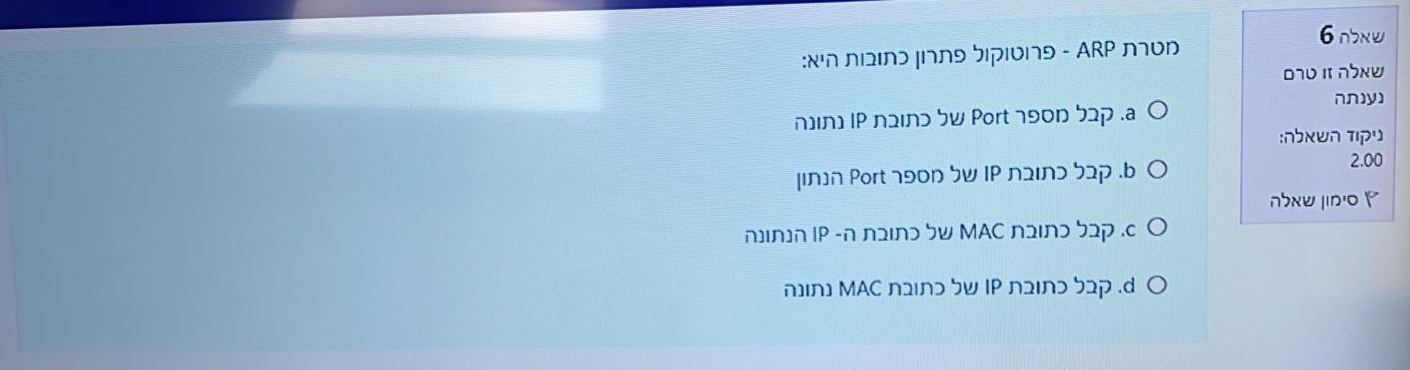 שאלה 6
שאלה זו טרם
נענתה
ניקוד השאלה:
2.00
סימון שאלה
מטרת ARP - פרוטוקול פתרון כתובות היא:
a. קבל מספר Port של כתובת IP נתונה
b. קבל כתובת IP של מספר Port הנתון
c. קבל כתובת MAC של כתובת ה- IP הנתונה
d. קבל כתובת IP של כתובת MAC נתונה